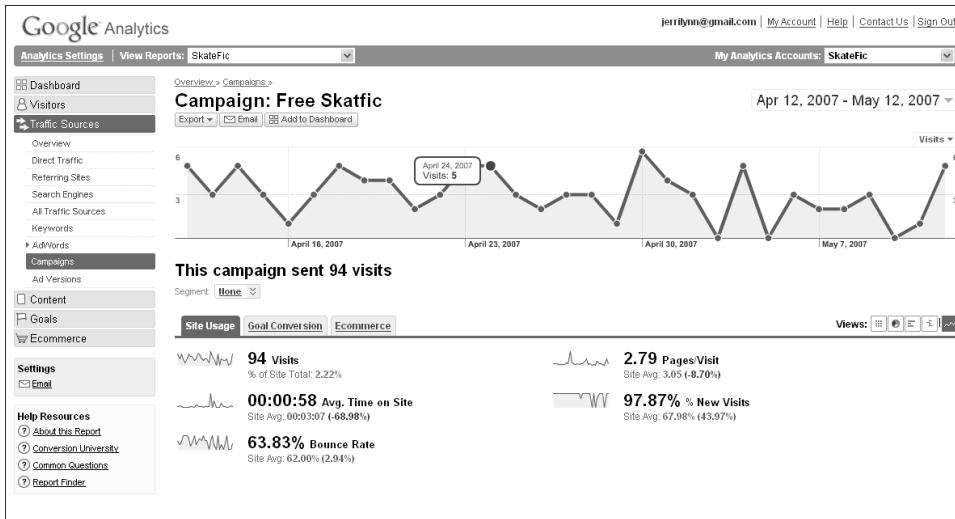 Google Analytics
jerrilynn@gmail.com | My Account | Help | Contact Us | Sign Out
Analytics Settings | View Reports: SkateFic
My Analytics Accounts: SkateFic
Dashboard
Visitors
Traffic Sources
Overview
Direct Traffic
Referring Sites
Search Engines
All Traffic Sources
Keywords
AdWords
Campaigns
Ad Versions
Content
Goals
Ecommerce
Settings
Email
Help Resources
About this Report
Conversion University
Common Questions
Report Finder
Overview » Campaigns »
Campaign: Free Skatfic
Apr 12, 2007 - May 12, 2007
Export
Email
Add to Dashboard
Visits
6
3
6
3
April 24, 2007
Visits: 5
April 16, 2007
April 23, 2007
April 30, 2007
May 7, 2007
This campaign sent 94 visits
Segment: None
Site Usage
Goal Conversion
Ecommerce
Views:
94 Visits
% of Site Total: 2.22%
2.79 Pages/Visit
Site Avg: 3.05 (-8.70%)
00:00:58 Avg. Time on Site
Site Avg: 00:03:07 (-68.98%)
97.87% % New Visits
Site Avg: 67.98% (43.97%)
63.83% Bounce Rate
Site Avg: 62.00% (2.94%)